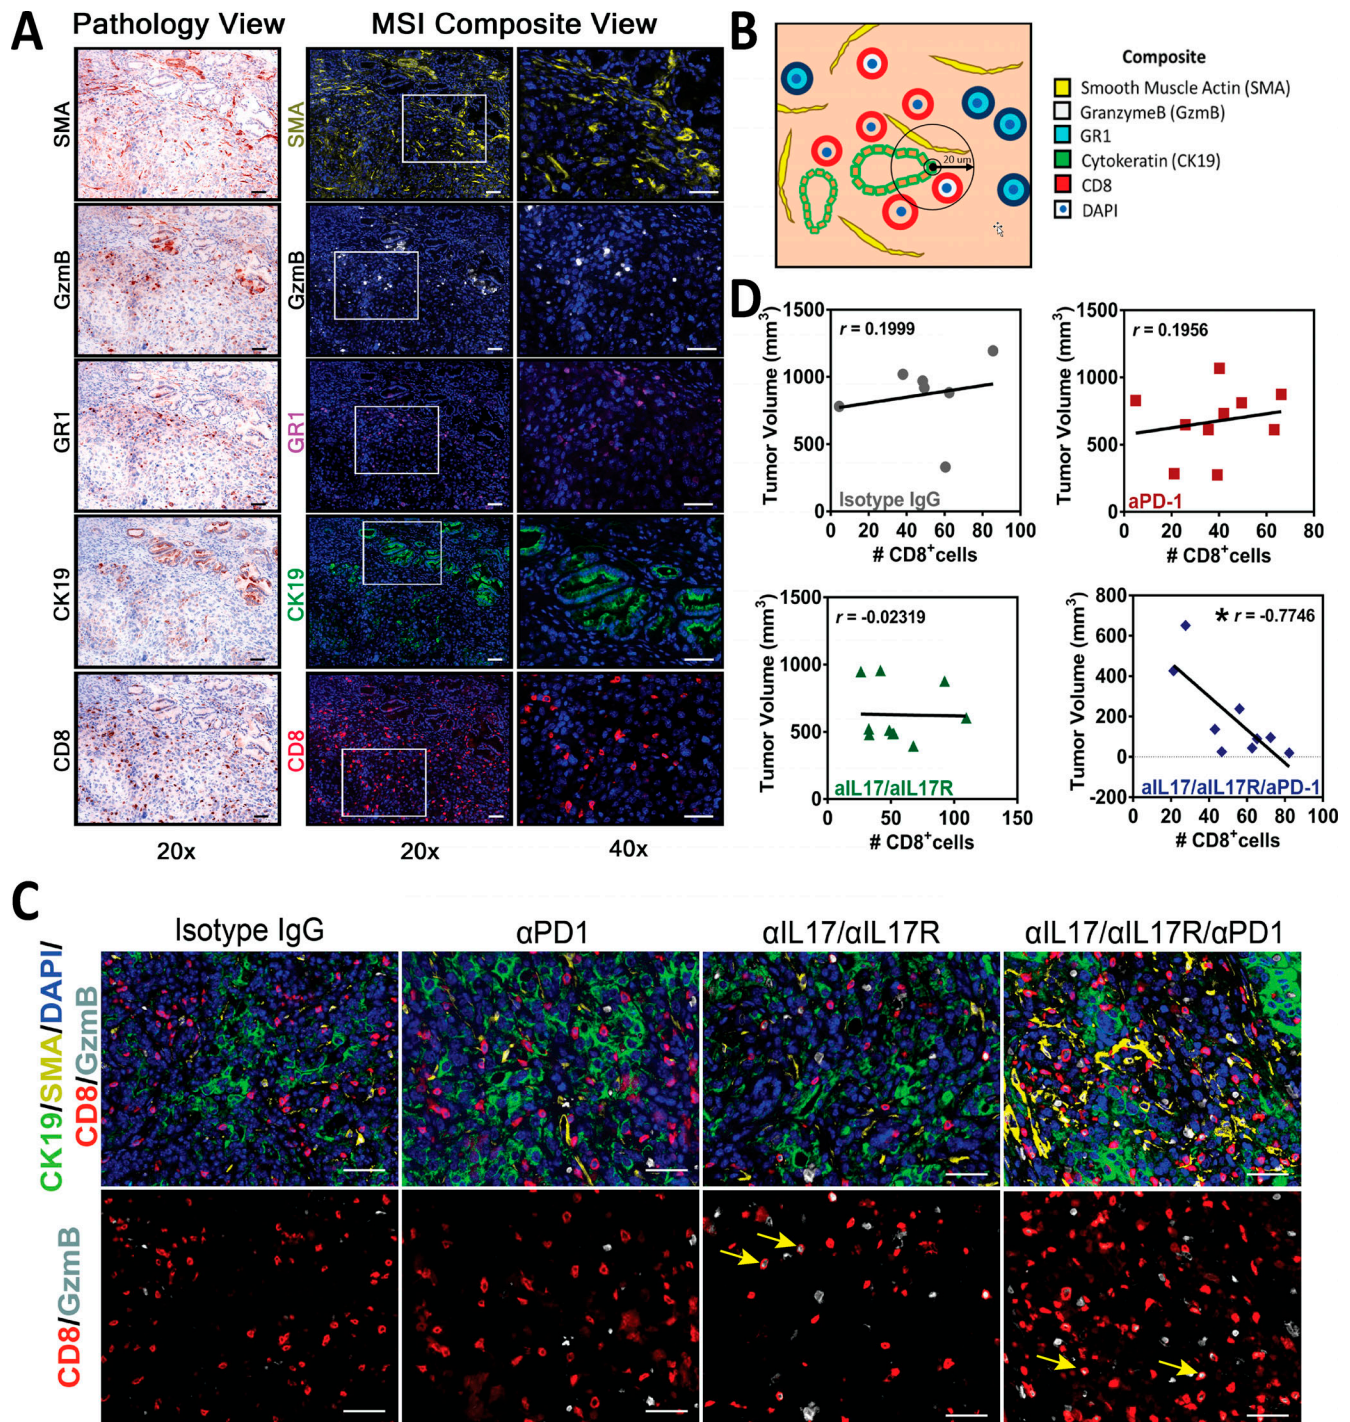 A
Pathology View
MSI Composite View
SMA
SMA
GzmB
GzmB
GR1
GR1
CK19
CK19
CD8
CD8
20x
20x
40x
B
20 um
Composite
Smooth Muscle Actin (SMA)
GranzymeB (GzmB)
GR1
Cytokeratin (CK19)
CD8
DAPI
D
Tumor Volume (mm³)
1500
1000
500
0
r = 0.1999
Isotype IgG
0 20 40 60 80 100
# CD8⁺cells
Tumor Volume (mm³)
1500
1000
500
0
r = 0.1956
aPD-1
0 20 40 60 80
# CD8⁺cells
Tumor Volume (mm³)
1500
1000
500
0
r = -0.02319
aIL17/aIL17R
0 50 100 150
# CD8⁺cells
Tumor Volume (mm³)
800
600
400
200
0
-200
* r = -0.7746
aIL17/aIL17R/aPD-1
0 20 40 60 80 100
# CD8⁺cells
C
Isotype IgG
αPD1
αIL17/αIL17R
αIL17/αIL17R/αPD1
CK19/SMA/DAPI/
CD8/GzmB
CD8/GzmB